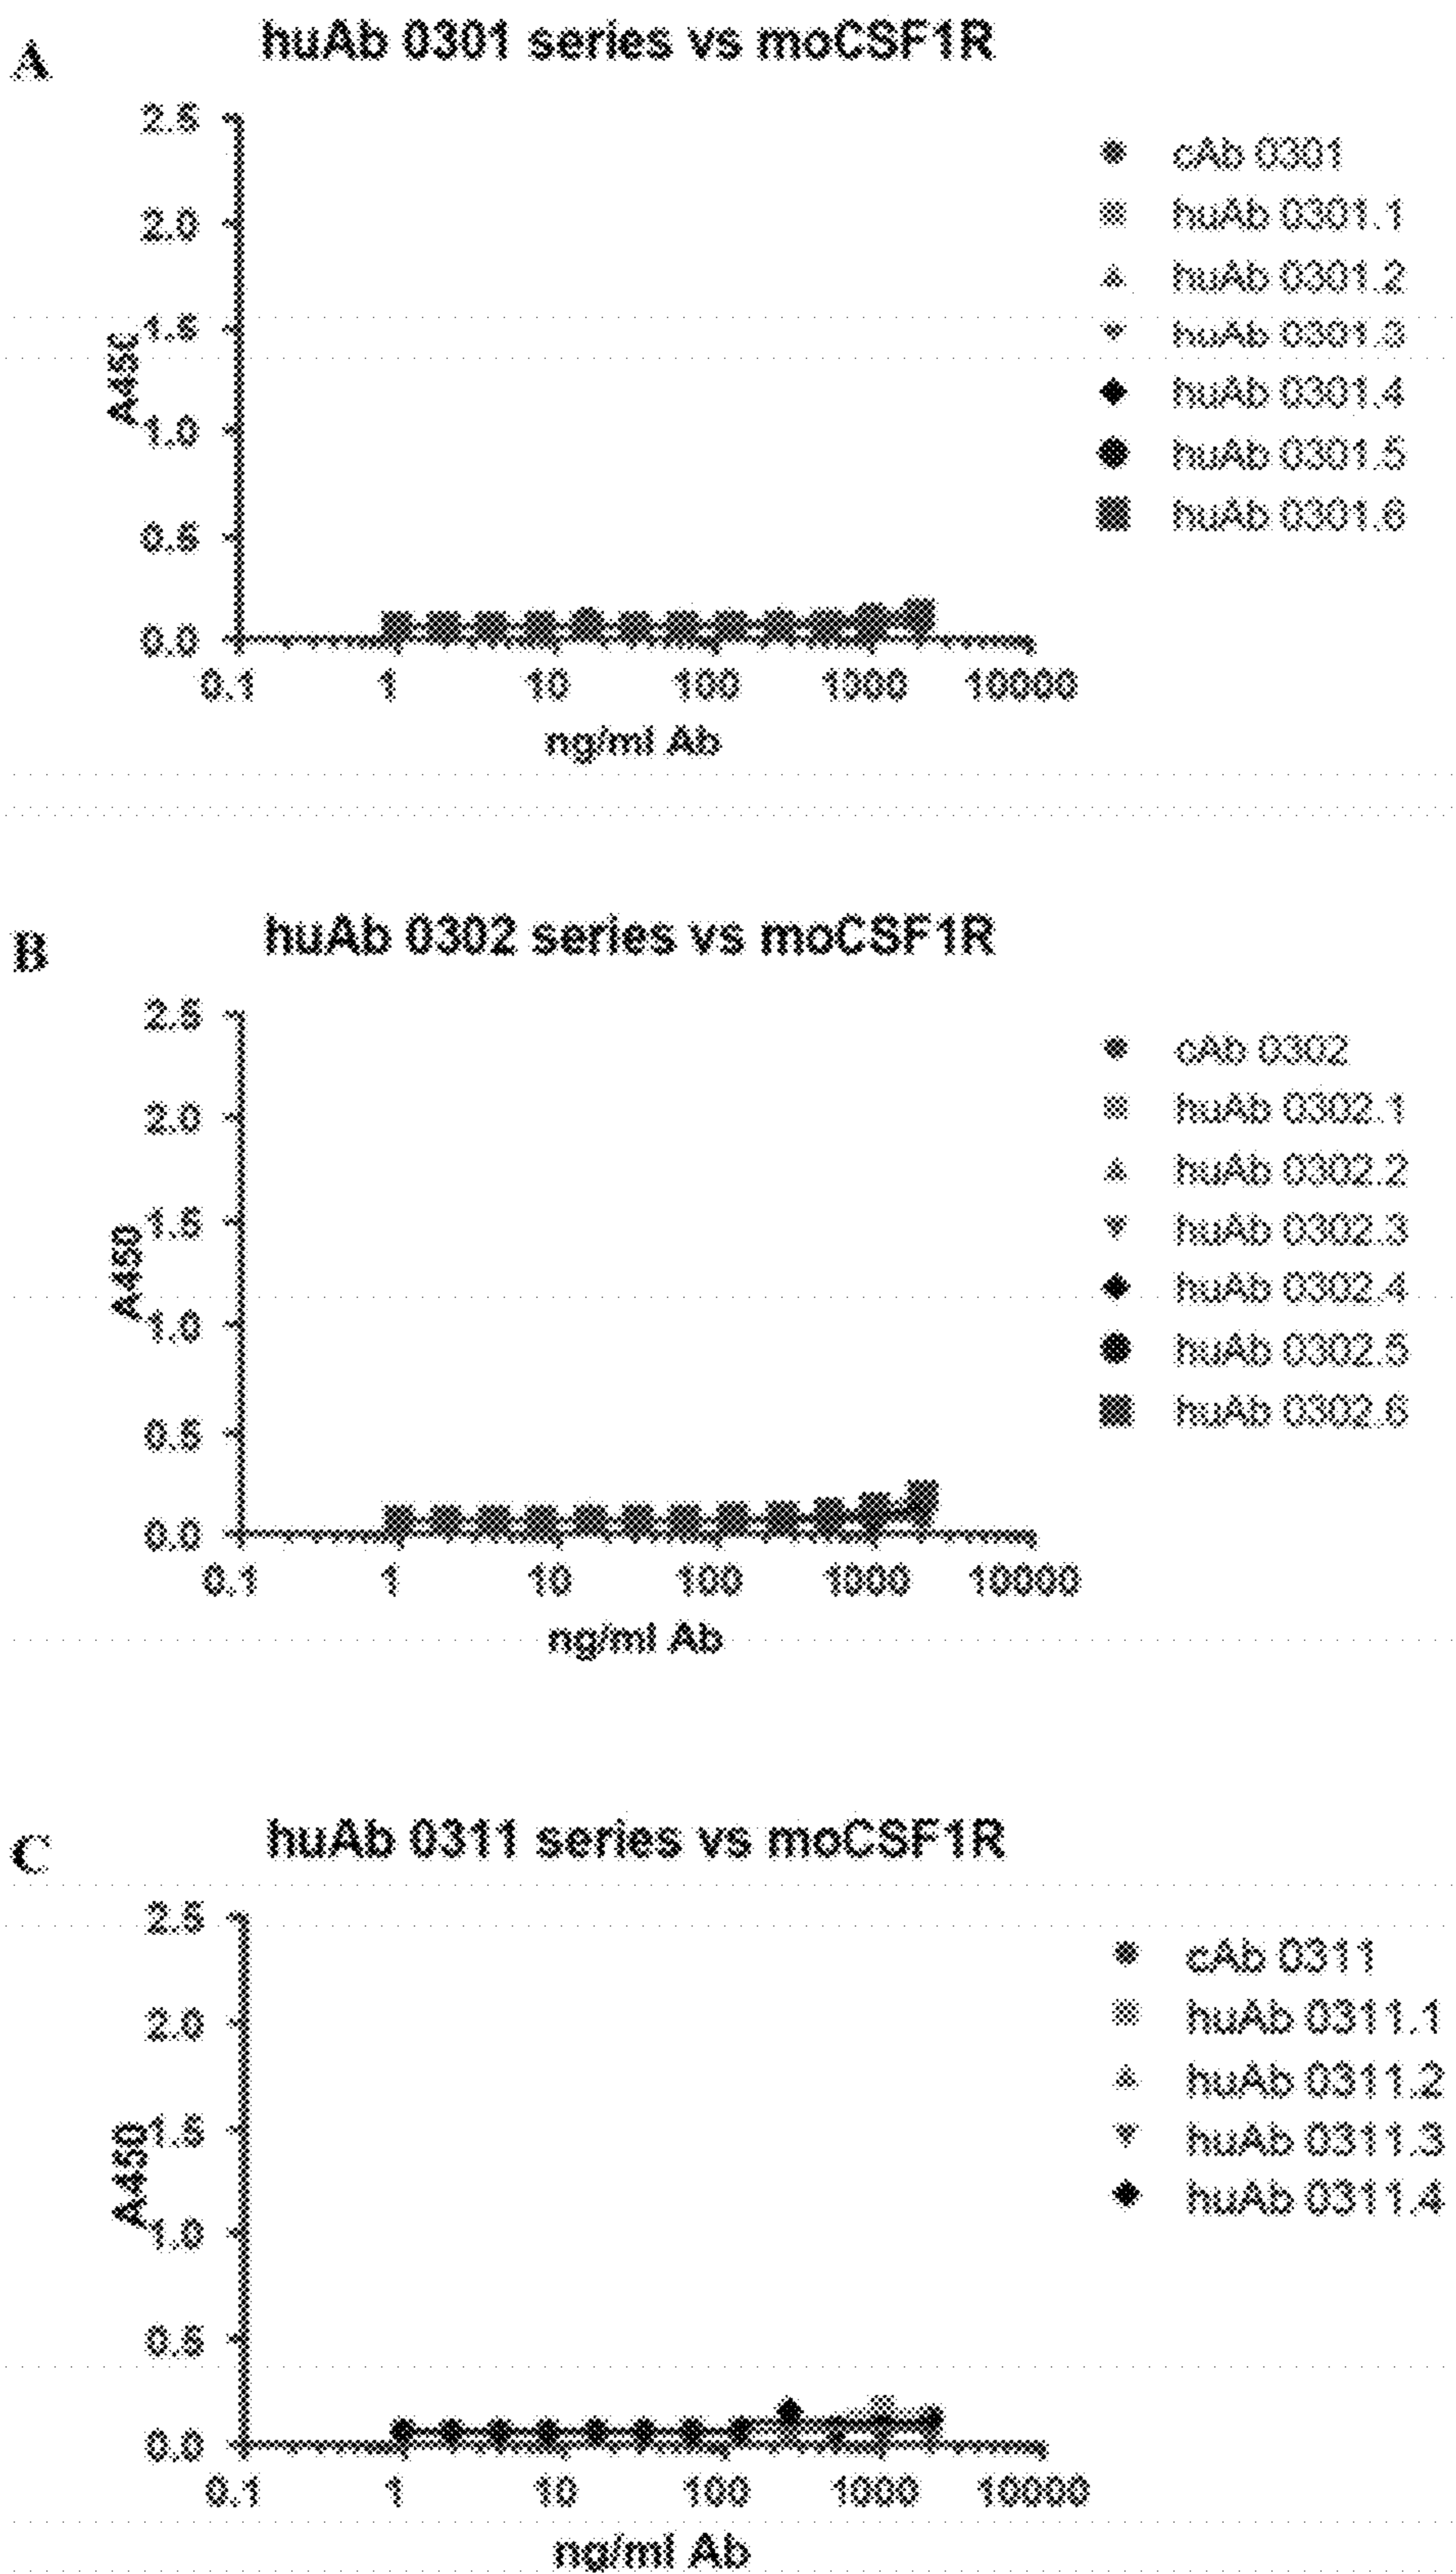 A
huAb 0301 series vs moCSF1R
2.5
2.0
1.5
1.0
0.5
0.0
A450
0.1 1 10 100 1000 10000
ng/ml Ab
cAb 0301
huAb 0301.1
huAb 0301.2
huAb 0301.3
huAb 0301.4
huAb 0301.5
huAb 0301.6
B
huAb 0302 series vs moCSF1R
2.5
2.0
1.5
1.0
0.5
0.0
A450
0.1 1 10 100 1000 10000
ng/ml Ab
cAb 0302
huAb 0302.1
huAb 0302.2
huAb 0302.3
huAb 0302.4
huAb 0302.5
huAb 0302.6
C
huAb 0311 series vs moCSF1R
2.5
2.0
1.5
1.0
0.5
0.0
A450
0.1 1 10 100 1000 10000
ng/ml Ab
cAb 0311
huAb 0311.1
huAb 0311.2
huAb 0311.3
huAb 0311.4